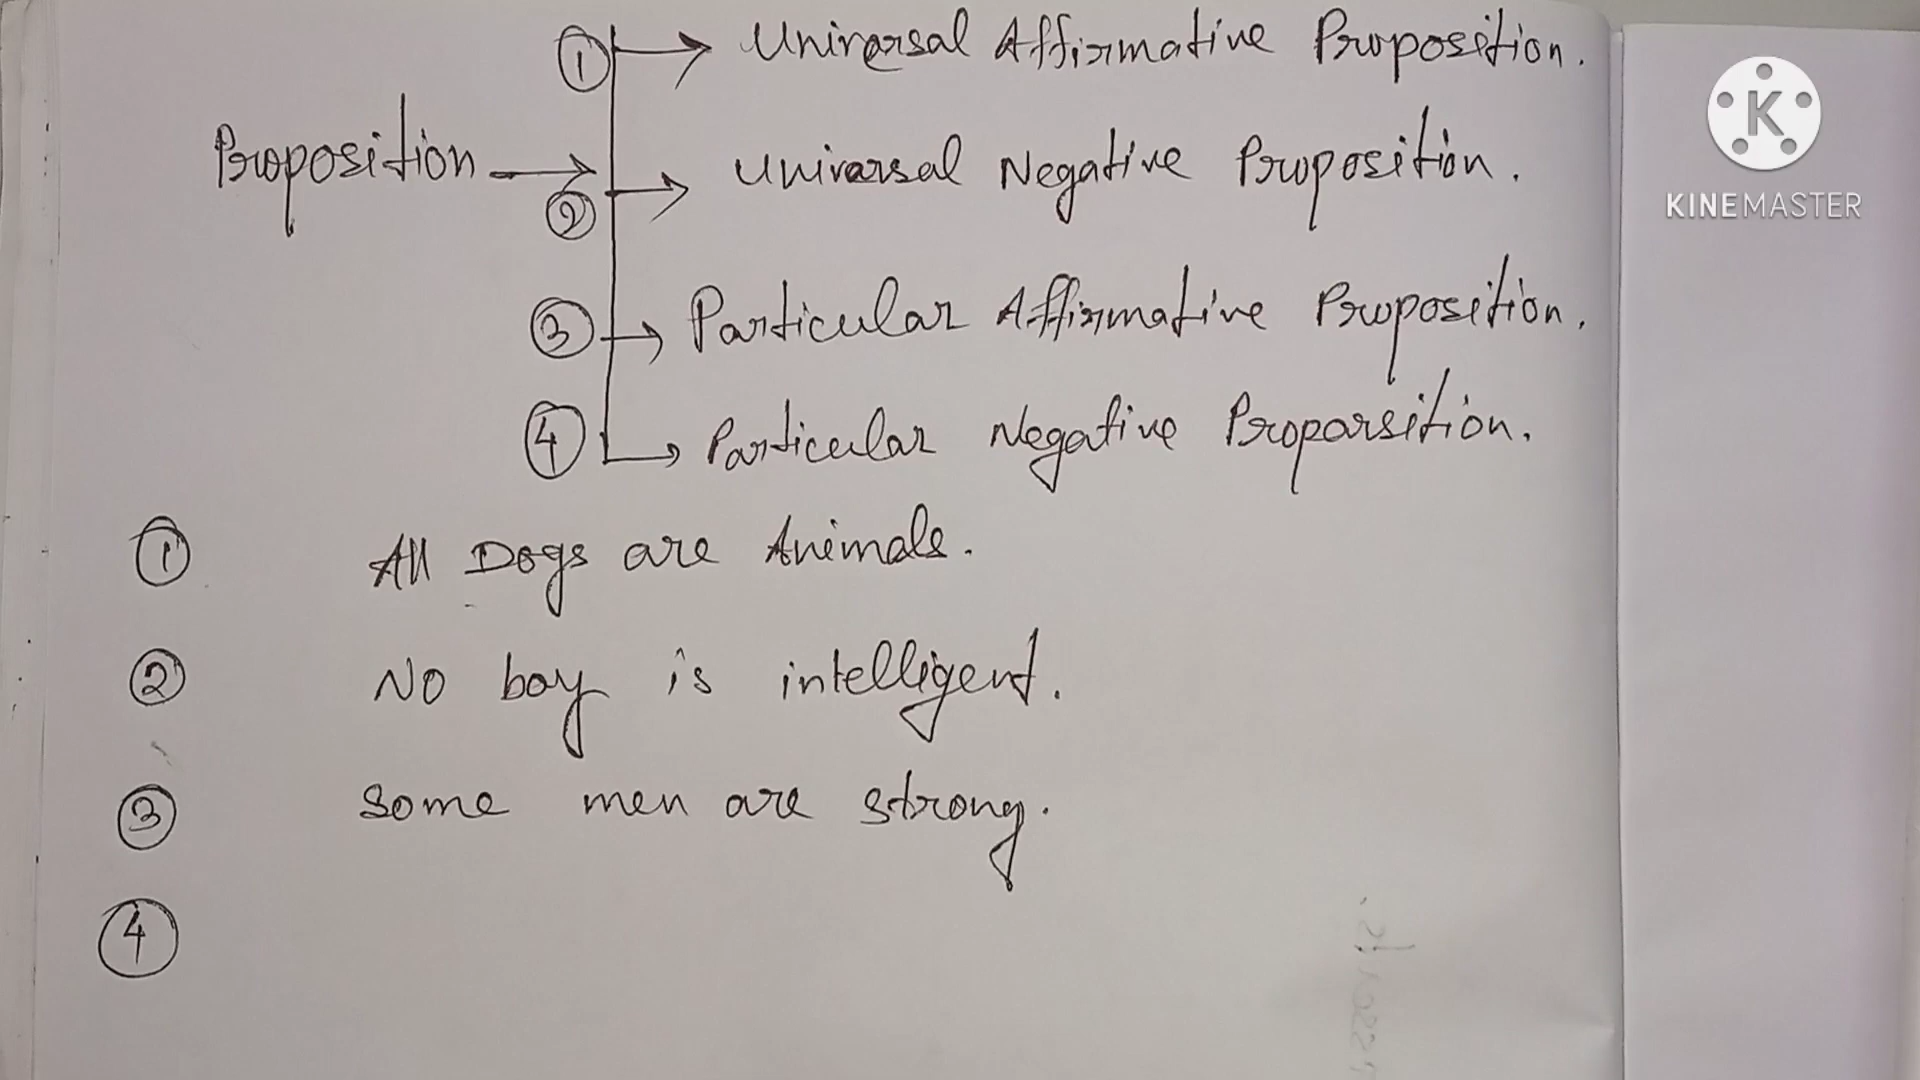 ① → Universal Affirmative Proposition.
Proposition → ② → Universal Negative Proposition.
③ → Particular Affirmative Proposition.
④ → Particular Negative Proparsition.
① All Dogs are Animals.
② No boy is intelligent.
③ Some men are strong.
④
K
KINEMASTER